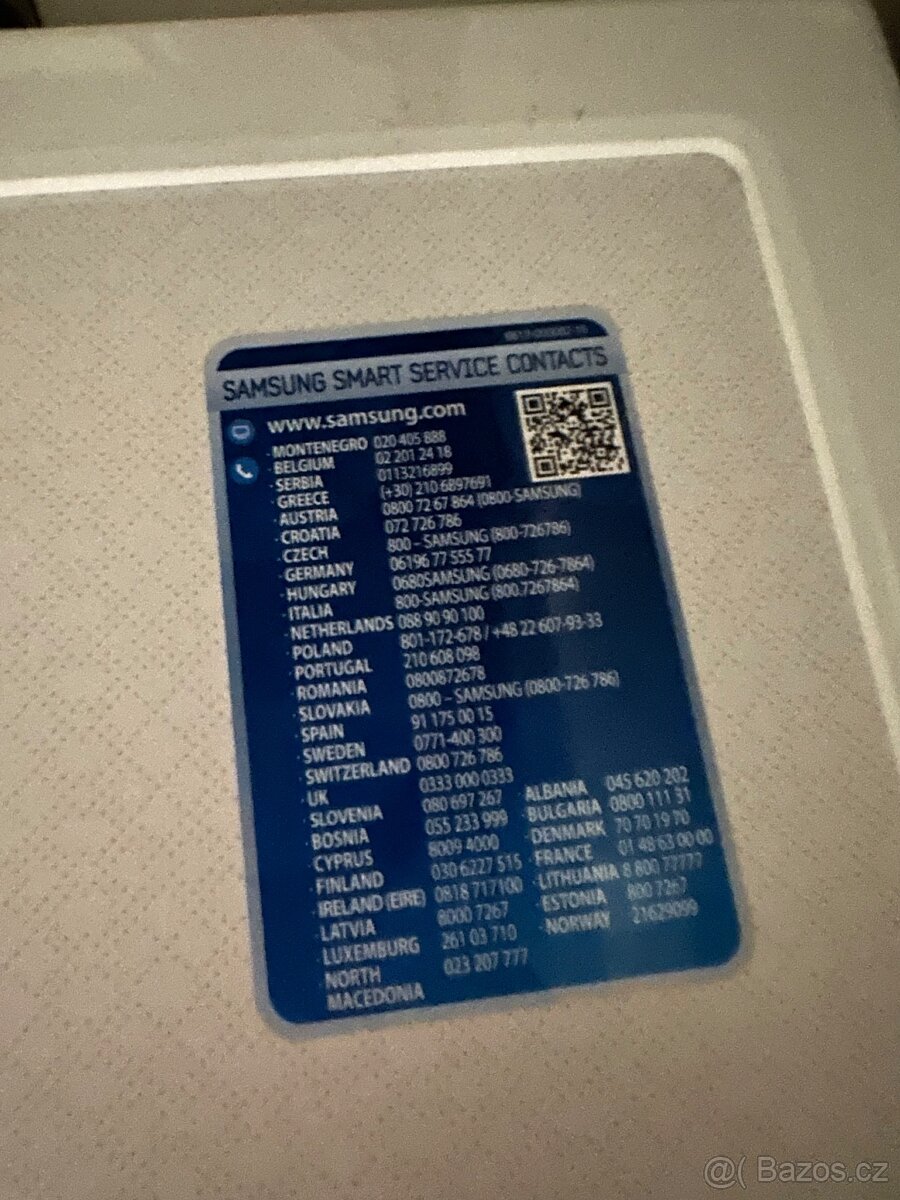 SAMSUNG SMART SERVICE CONTACTS
www.samsung.com
· MONTENEGRO 020 405 888
· BELGIUM 02 201 24 18
· SERBIA 0113216899
· GREECE (+30) 210 6897691
· AUSTRIA 0800 72 67 864 (0800-SAMSUNG)
· CROATIA 072 726 786
· CZECH 800 – SAMSUNG (800-726786)
· GERMANY 06196 77 555 77
· HUNGARY 0680SAMSUNG (0680-726-7864)
· ITALIA 800-SAMSUNG (800.7267864)
· NETHERLANDS 088 90 90 100
· POLAND 801-172-678 / +48 22 607-93-33
· PORTUGAL 210 608 098
· ROMANIA 0800872678
· SLOVAKIA 0800 – SAMSUNG (0800-726 786)
· SPAIN 91 175 00 15
· SWEDEN 0771-400 300
· SWITZERLAND 0800 726 786
· UK 0333 000 0333
· SLOVENIA 080 697 267
· BOSNIA 055 233 999
· CYPRUS 8009 4000
· FINLAND 030 6227 515
· IRELAND (EIRE) 0818 717100
· LATVIA 8000 7267
· LUXEMBURG 261 03 710
· NORTH MACEDONIA 023 207 777
· ALBANIA 045 620 202
· BULGARIA 0800 111 31
· DENMARK 70 70 19 70
· FRANCE 01 48 63 00 00
· LITHUANIA 8 800 77777
· ESTONIA 800 7267
· NORWAY 21629099
@( Bazos.cz